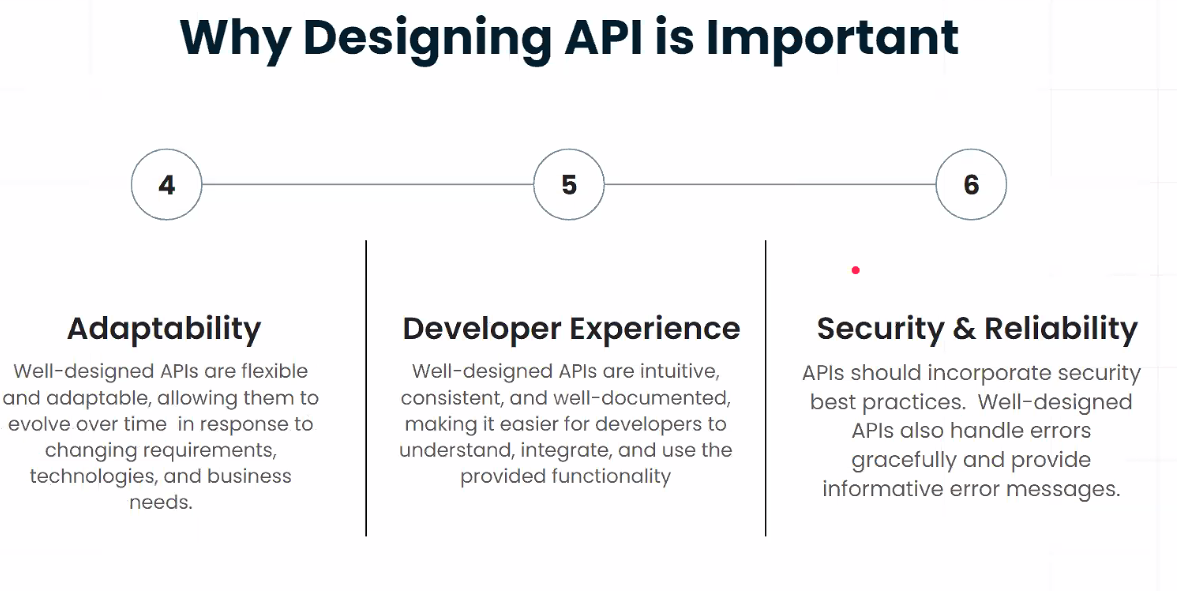 Why Designing API is Important
4
5
6
Adaptability
Well-designed APIs are flexible
and adaptable, allowing them to
evolve over time  in response to
changing requirements,
technologies, and business
needs.
Developer Experience
Well-designed APIs are intuitive,
consistent, and well-documented,
making it easier for developers to
understand, integrate, and use the
provided functionality
Security & Reliability
APIs should incorporate security
best practices.  Well-designed
APIs also handle errors
gracefully and provide
informative error messages.